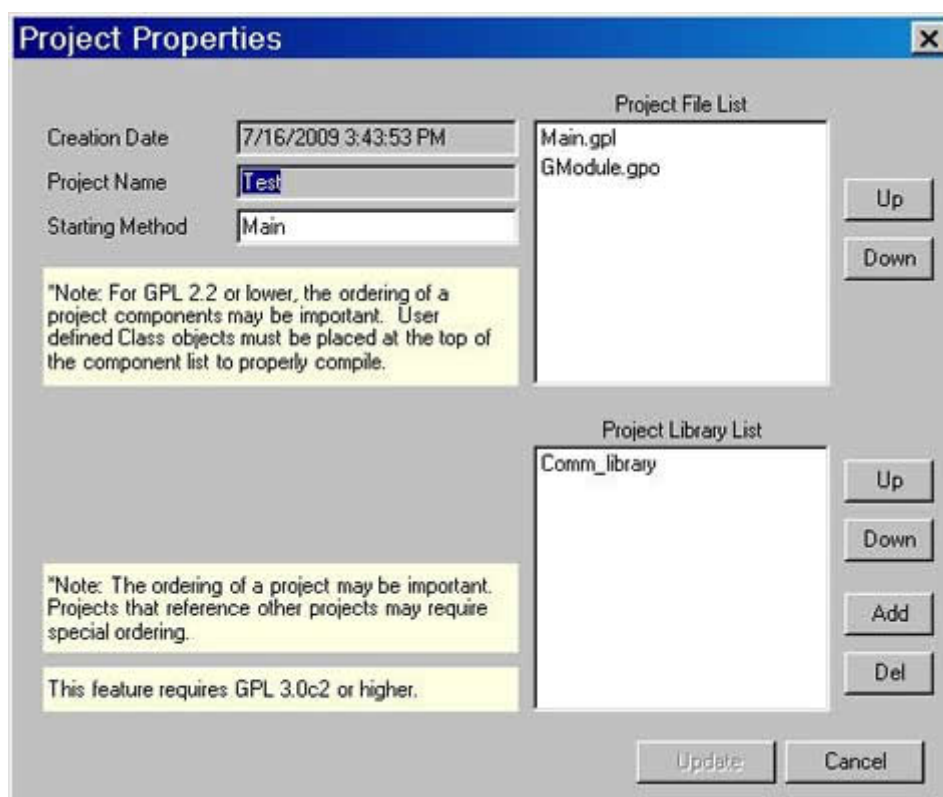 Project Properties
Project File List
Creation Date
7/16/2009 3:43:53 PM
Project Name
Test
Starting Method
Main
Main.gpl
GModule.gpo
Up
Down
"Note: For GPL 2.2 or lower, the ordering of a
project components may be important. User
defined Class objects must be placed at the top of
the component list to properly compile.
Project Library List
Comm_library
Up
Down
Add
Del
"Note: The ordering of a project may be important.
Projects that reference other projects may require
special ordering.
This feature requires GPL 3.0c2 or higher.
Update
Cancel